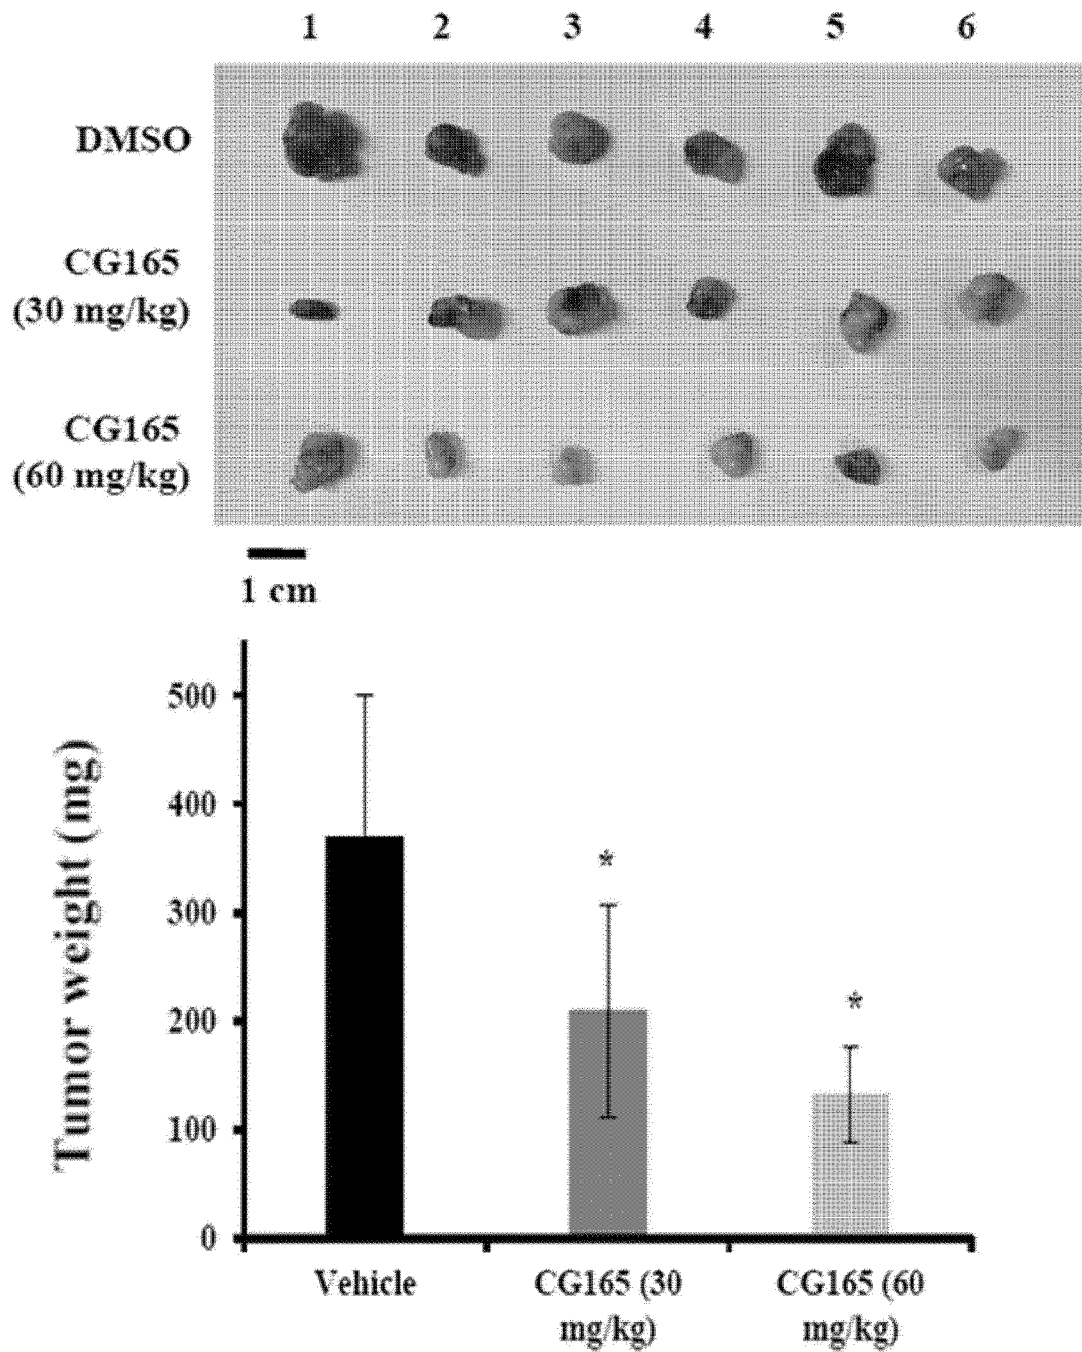 1 2 3 4 5 6
DMSO
CG165
(30 mg/kg)
CG165
(60 mg/kg)
1 cm
Tumor weight (mg)
500
400
300
200
100
0
*
*
Vehicle
CG165 (30
mg/kg)
CG165 (60
mg/kg)